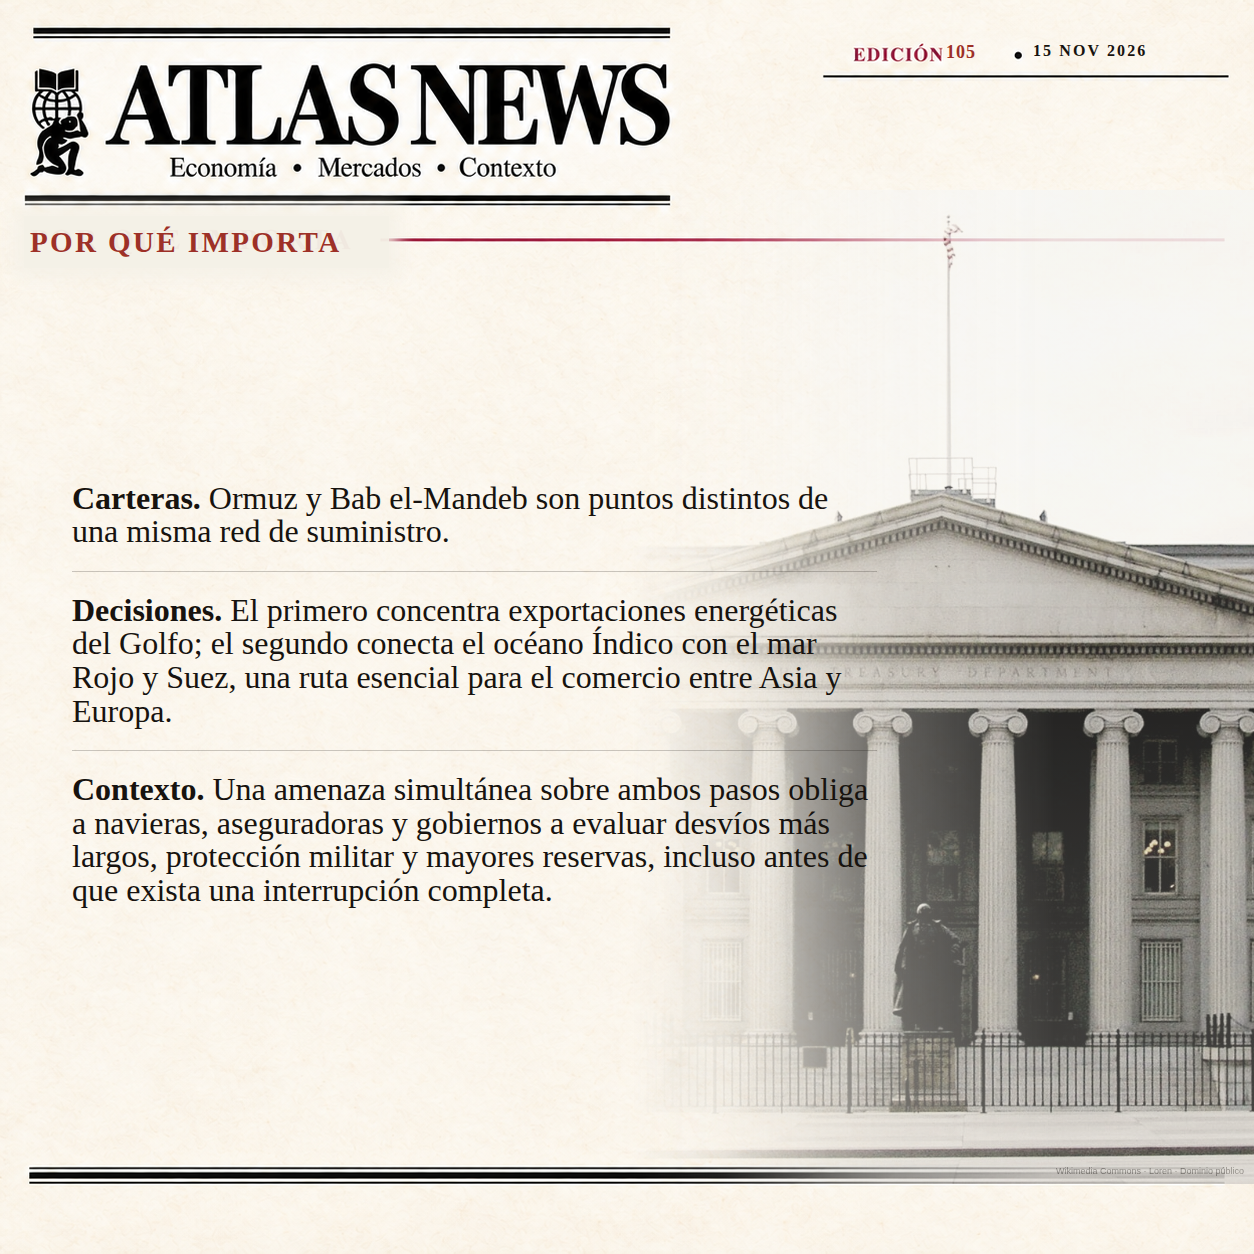 ATLAS NEWS
Economía • Mercados • Contexto
EDICIÓN 105 • 15 NOV 2026
POR QUÉ IMPORTA
Carteras. Ormuz y Bab el-Mandeb son puntos distintos de
una misma red de suministro.
Decisiones. El primero concentra exportaciones energéticas
del Golfo; el segundo conecta el océano Índico con el mar
Rojo y Suez, una ruta esencial para el comercio entre Asia y
Europa.
TREASURY DEPARTMENT
Contexto. Una amenaza simultánea sobre ambos pasos obliga
a navieras, aseguradoras y gobiernos a evaluar desvíos más
largos, protección militar y mayores reservas, incluso antes de
que exista una interrupción completa.
Wikimedia Commons · Loren · Dominio público